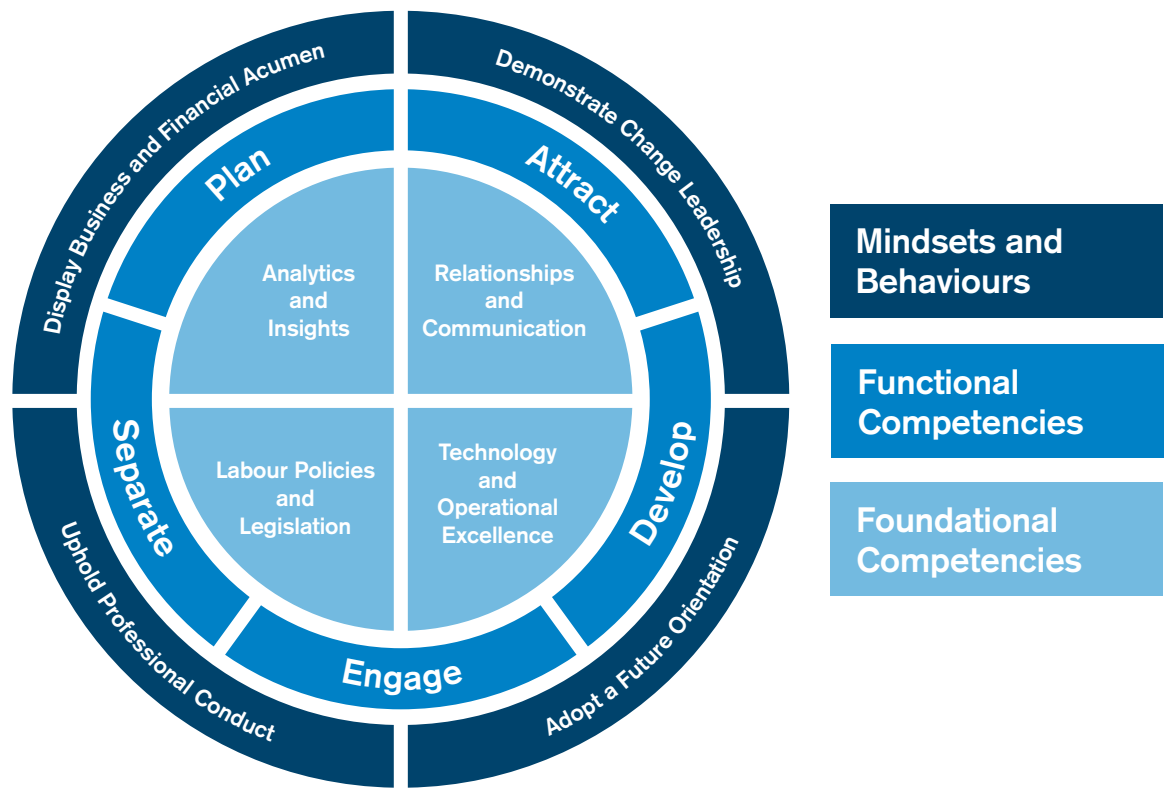 Display Business and Financial Acumen
Demonstrate Change Leadership
Adopt a Future Orientation
Uphold Professional Conduct
Plan
Attract
Develop
Engage
Separate
Analytics
and
Insights
Relationships
and
Communication
Labour Policies
and
Legislation
Technology
and
Operational
Excellence
Mindsets and
Behaviours
Functional
Competencies
Foundational
Competencies